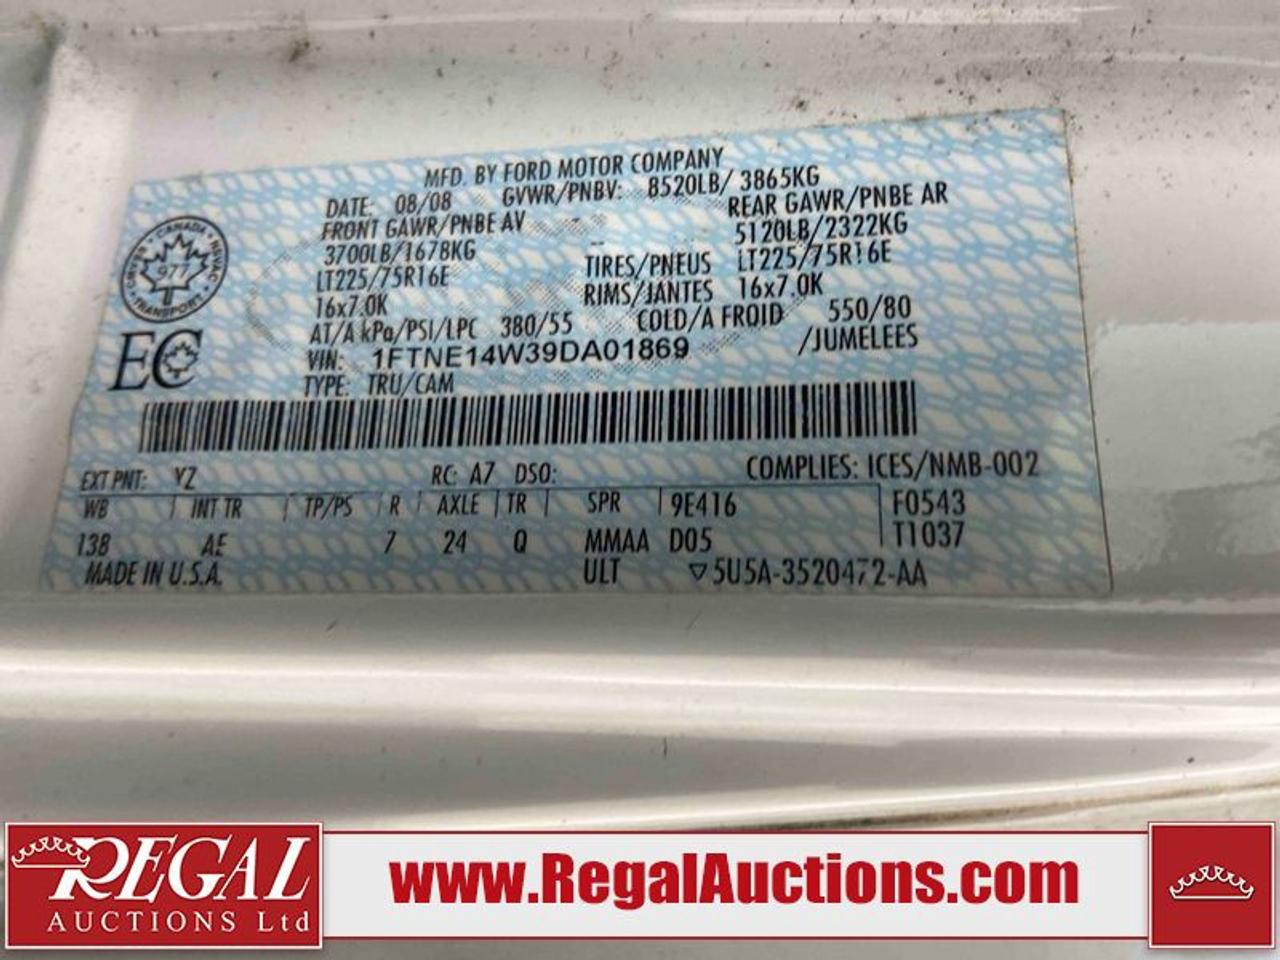 MFD. BY FORD MOTOR COMPANY
DATE: 08/08 GVWR/PNBV: 8520LB/ 3865KG
FRONT GAWR/PNBE AV REAR GAWR/PNBE AR
3700LB/1678KG 5120LB/2322KG
LT225/75R16E TIRES/PNEUS LT225/75R16E
16x7.0K RIMS/JANTES 16x7.0K
AT/A kPa/PSI/LPC 380/55 COLD/A FROID 550/80
VIN: 1FTNE14W39DA01869 /JUMELEES
TYPE: TRU/CAM
CANADA
977
TRANSPORT
EC
EXT PNT: YZ RC: A7 DSO: COMPLIES: ICES/NMB-002
WB INT TR TP/PS R AXLE TR SPR 9E416 F0543
138 AE 7 24 Q MMAA D05 T1037
MADE IN U.S.A. ULT ▽5U5A-3520472-AA
REGAL
AUCTIONS Ltd
www.RegalAuctions.com